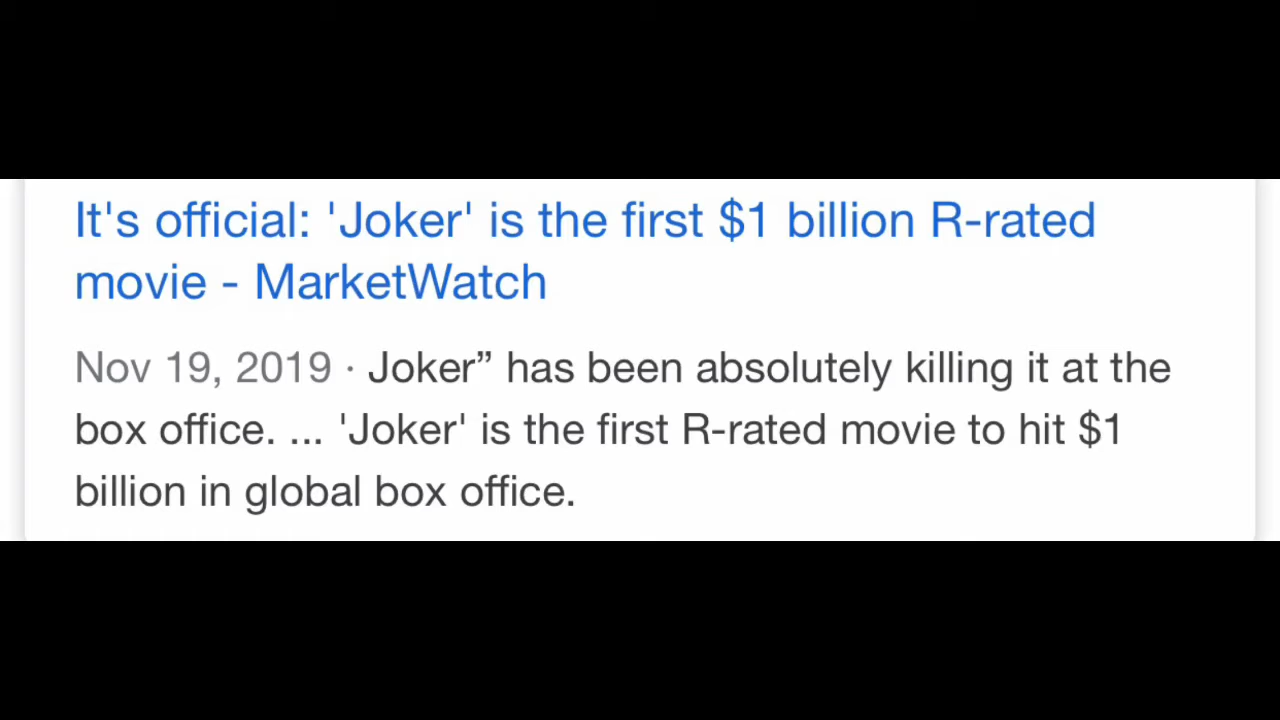 It's official: 'Joker' is the first $1 billion R-rated
movie - MarketWatch
Nov 19, 2019 · Joker” has been absolutely killing it at the
box office. ... 'Joker' is the first R-rated movie to hit $1
billion in global box office.